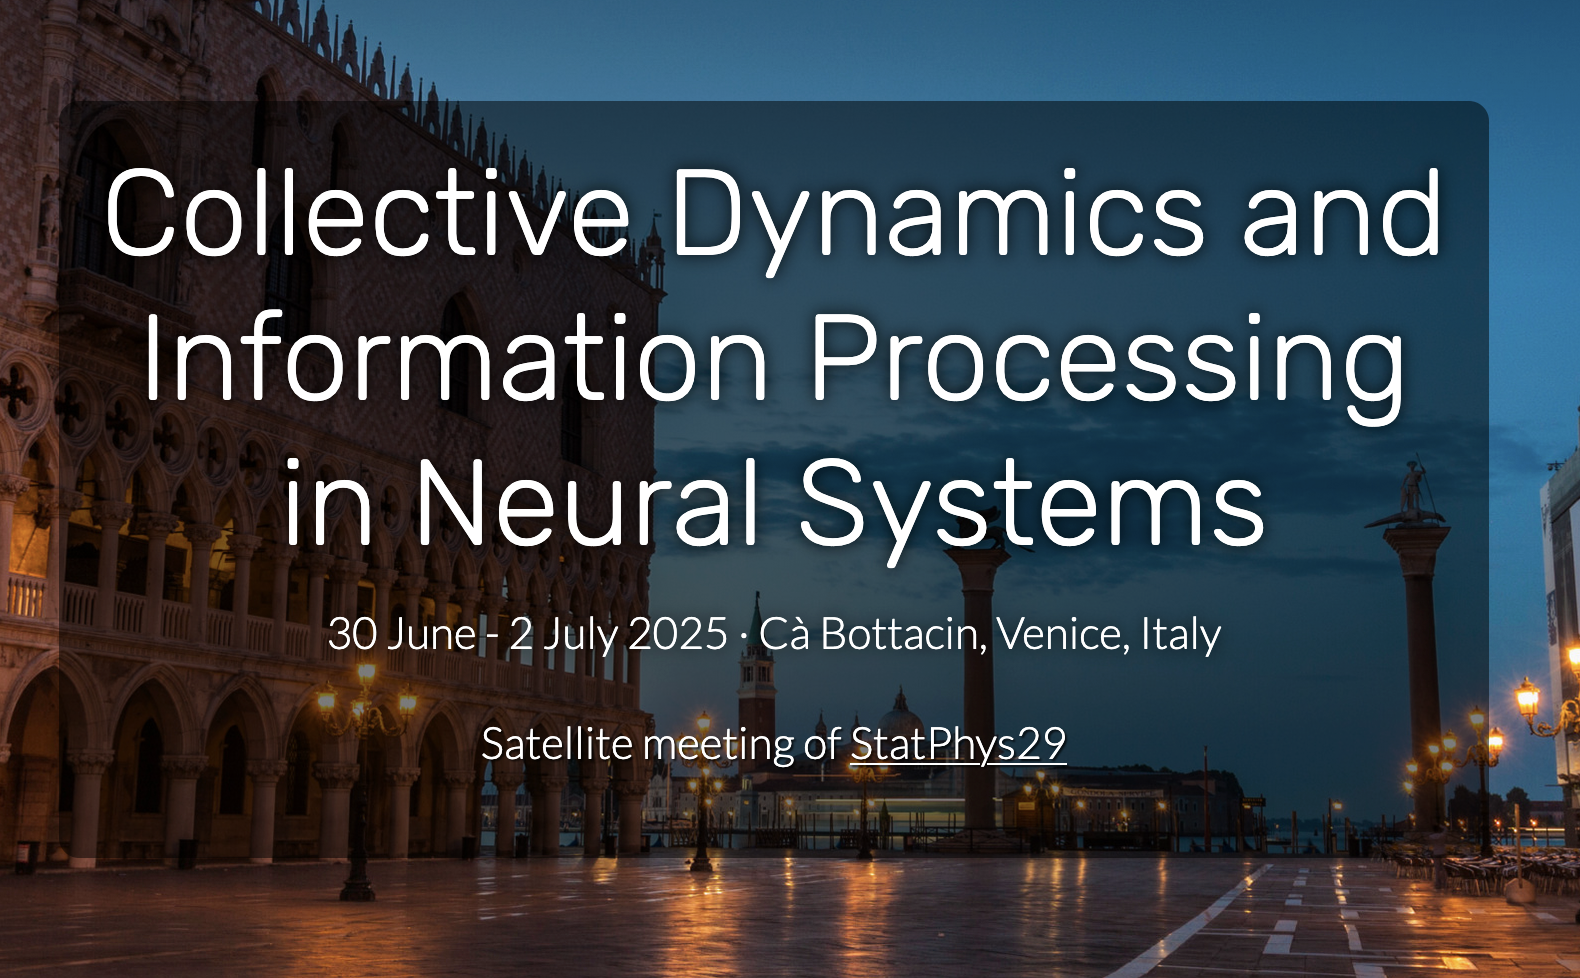 Collective Dynamics and
Information Processing
in Neural Systems
30 June - 2 July 2025 · Cà Bottacin, Venice, Italy
Satellite meeting of StatPhys29